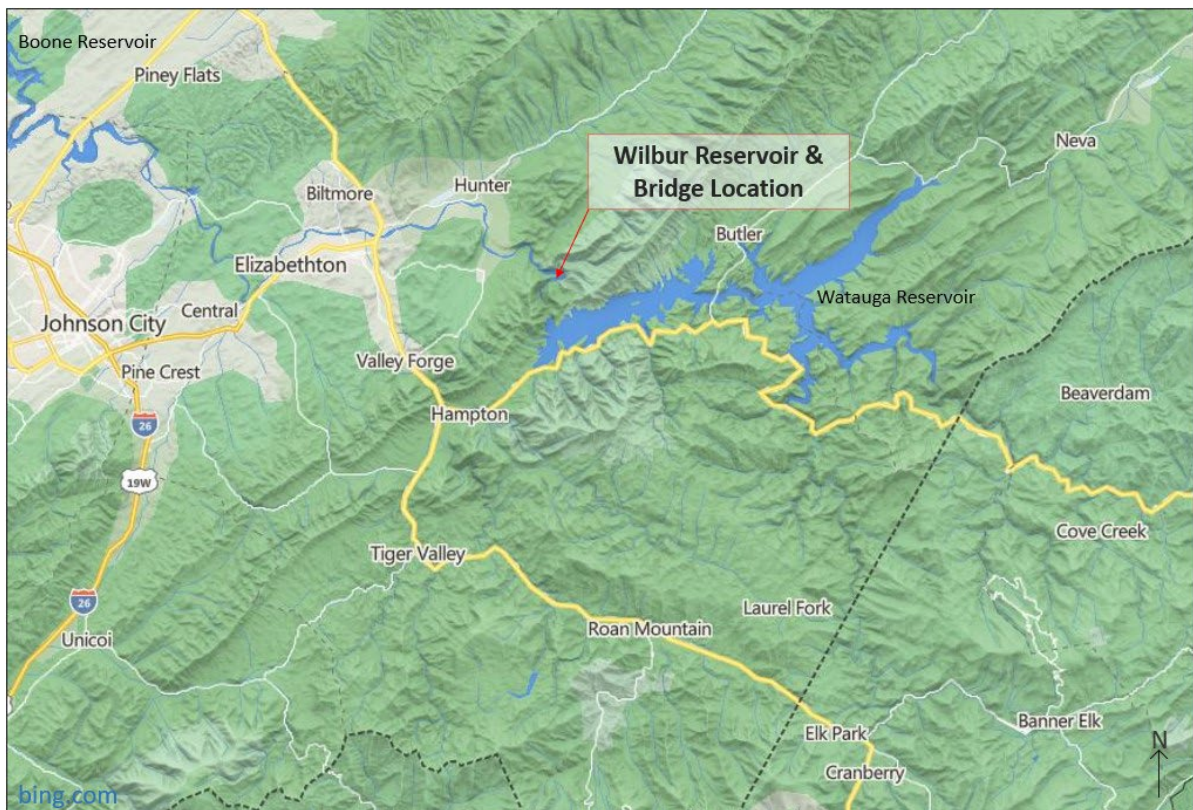 Boone Reservoir
Piney Flats
Neva
Wilbur Reservoir &
Bridge Location
Hunter
Biltmore
Butler
Elizabethton
Watauga Reservoir
Central
Johnson City
Valley Forge
Pine Crest
Beaverdam
Hampton
26
19W
Cove Creek
Tiger Valley
26
Laurel Fork
Unicoi
Roan Mountain
Banner Elk
Elk Park
N
Cranberry
bing.com